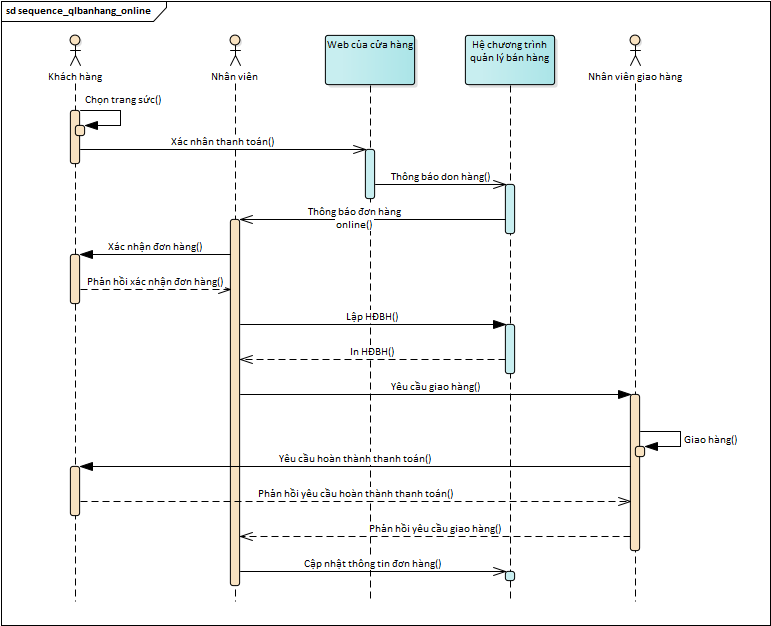 sd sequence_qlbanhang_online
Khách hàng
Nhân viên
Web của cửa hàng
Hệ chương trình
quản lý bán hàng
Nhân viên giao hàng
Chọn trang sức()
Xác nhân thanh toán()
Thông báo don hàng()
Thông báo đơn hàng
online()
Xác nhận đơn hàng()
Phản hồi xác nhận đơn hàng()
Lập HĐBH()
In HĐBH()
Yêu cầu giao hàng()
Giao hàng()
Yêu cầu hoàn thành thanh toán()
Phản hồi yêu cầu hoàn thành thanh toán()
Phản hồi yêu cầu giao hàng()
Cập nhật thông tin đơn hàng()